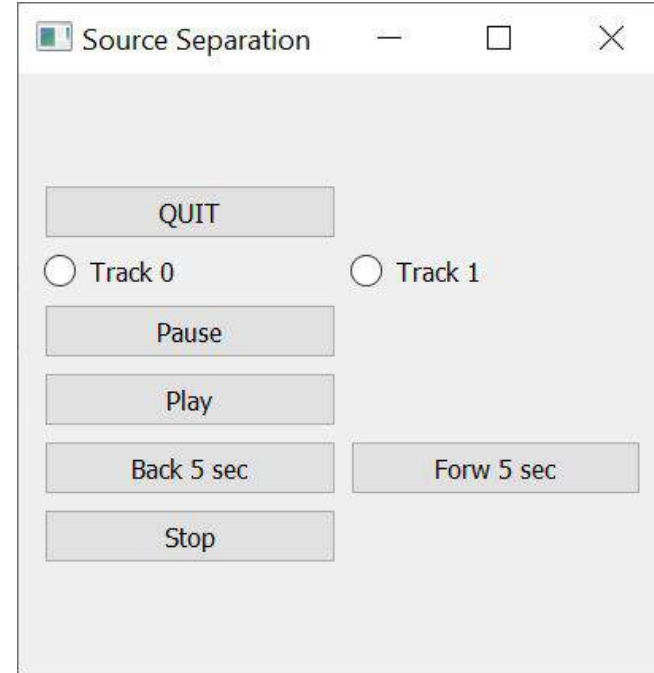 Source Separation
QUIT
Track 0 Track 1
Pause
Play
Back 5 sec Forw 5 sec
Stop